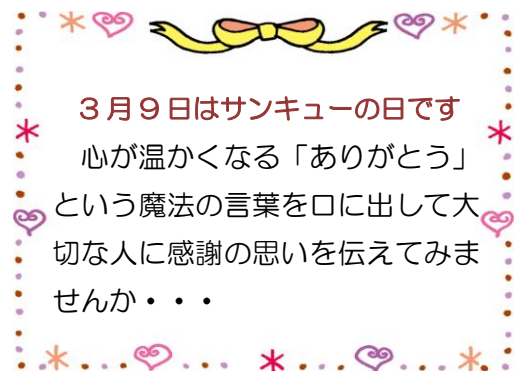 ３月９日はサンキューの日です
　心が温かくなる「ありがとう」
という魔法の言葉を口に出して大
切な人に感謝の思いを伝えてみま
せんか・・・